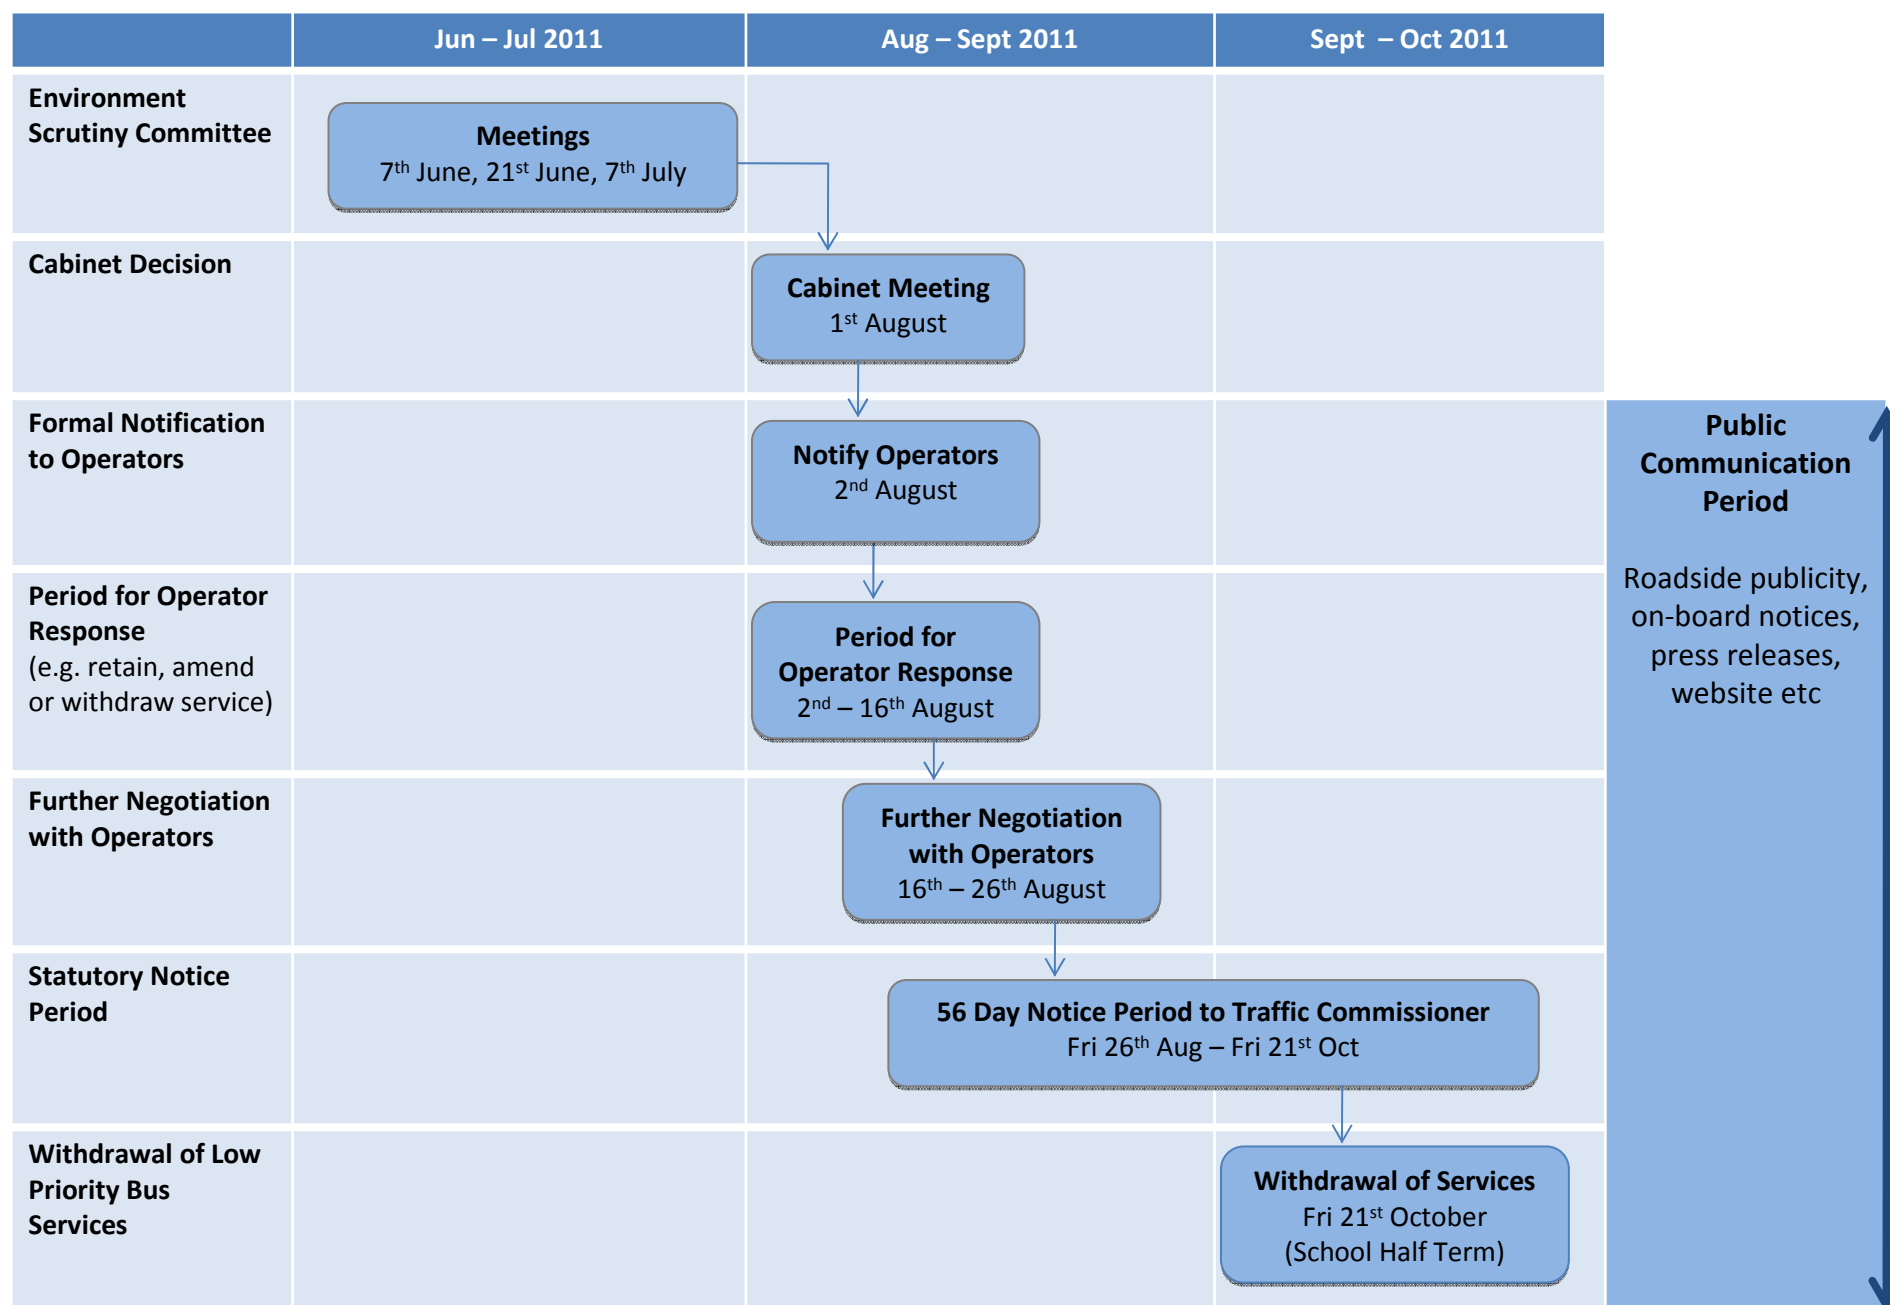 Jun – Jul 2011
Aug – Sept 2011
Sept – Oct 2011
Environment
Scrutiny Committee
Meetings
7th June, 21st June, 7th July
Cabinet Decision
Cabinet Meeting
1st August
Formal Notification
to Operators
Notify Operators
2nd August
Period for Operator
Response
(e.g. retain, amend
or withdraw service)
Period for
Operator Response
2nd – 16th August
Further Negotiation
with Operators
Further Negotiation
with Operators
16th – 26th August
Statutory Notice
Period
56 Day Notice Period to Traffic Commissioner
Fri 26th Aug – Fri 21st Oct
Withdrawal of Low
Priority Bus
Services
Withdrawal of Services
Fri 21st October
(School Half Term)
Public
Communication
Period
Roadside publicity,
on-board notices,
press releases,
website etc